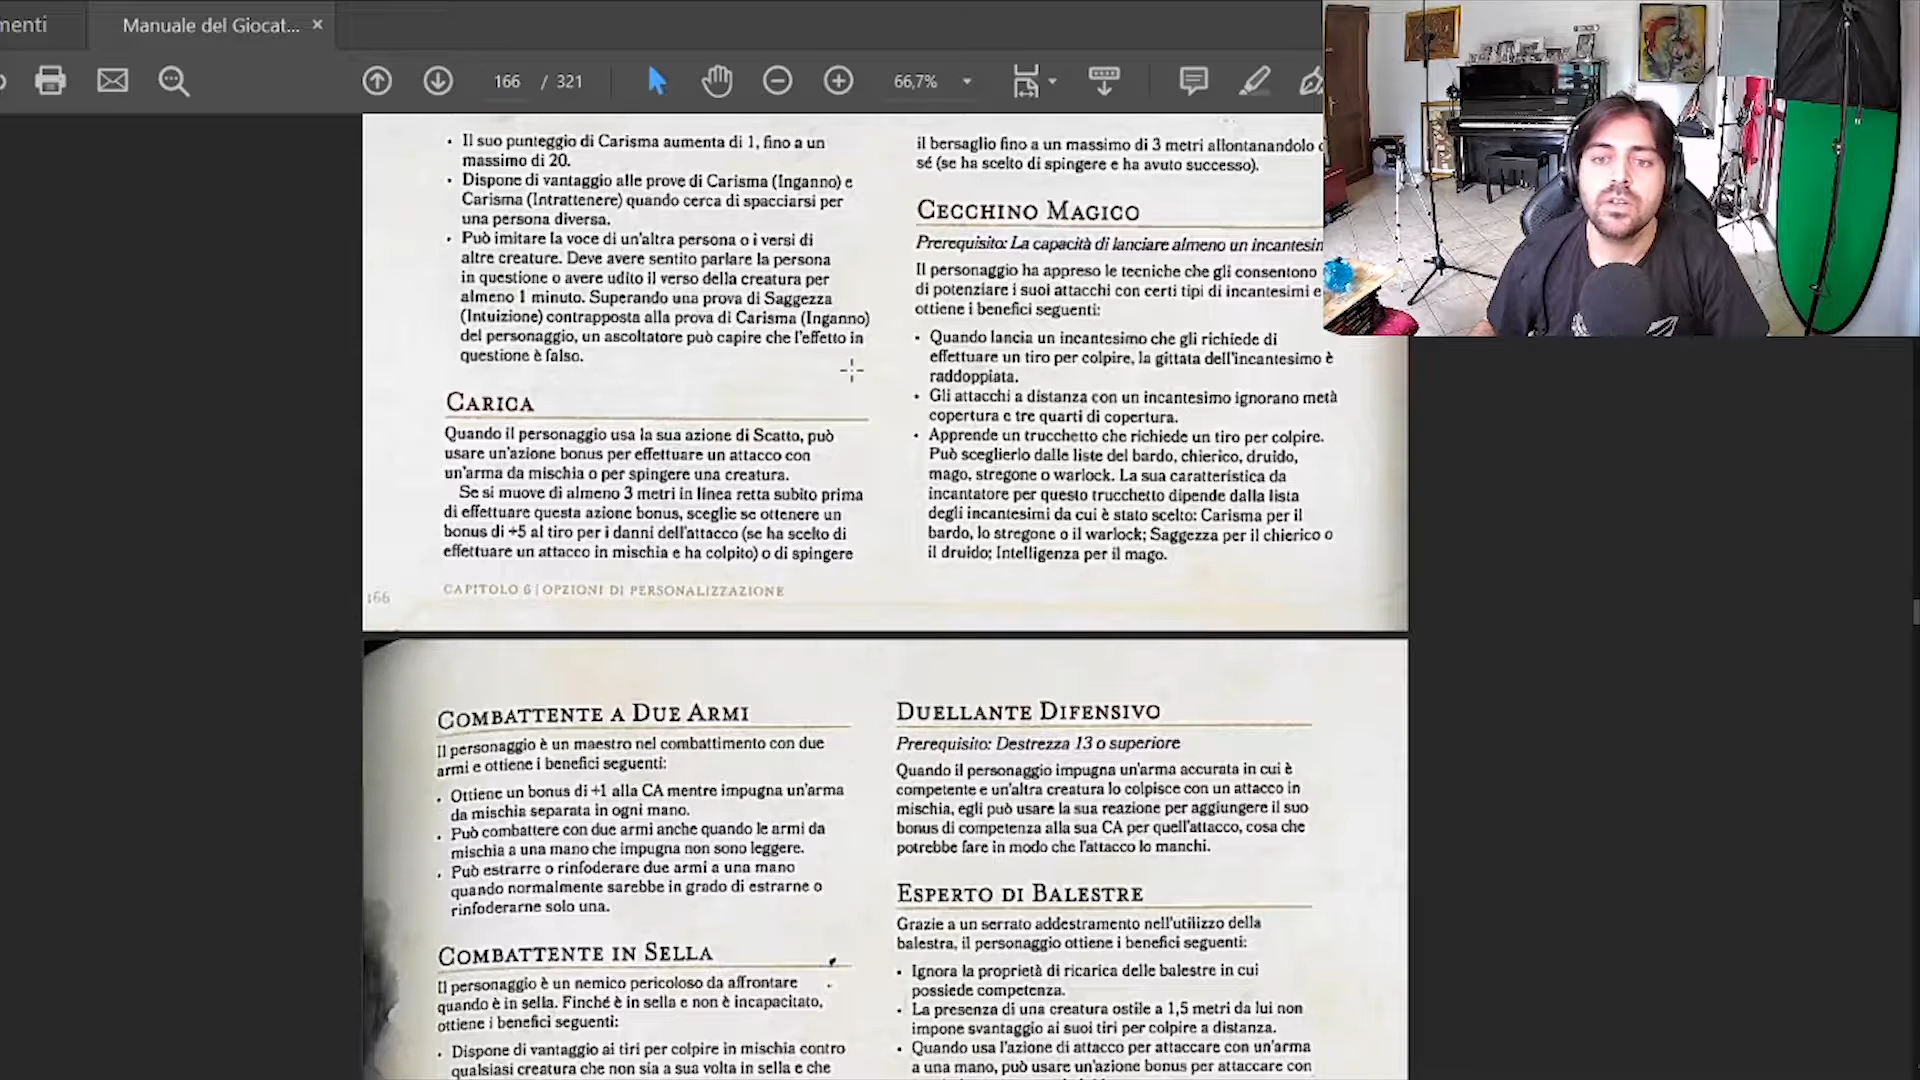 menti
Manuale del Giocat...
166 / 321
66,7%
• Il suo punteggio di Carisma aumenta di 1, fino a un
massimo di 20.
• Dispone di vantaggio alle prove di Carisma (Inganno) e
Carisma (Intrattenere) quando cerca di spacciarsi per
una persona diversa.
• Può imitare la voce di un'altra persona o i versi di
altre creature. Deve avere sentito parlare la persona
in questione o avere udito il verso della creatura per
almeno 1 minuto. Superando una prova di Saggezza
(Intuizione) contrapposta alla prova di Carisma (Inganno)
del personaggio, un ascoltatore può capire che l'effetto in
questione è falso.
CARICA
Quando il personaggio usa la sua azione di Scatto, può
usare un'azione bonus per effettuare un attacco con
un'arma da mischia o per spingere una creatura.
Se si muove di almeno 3 metri in linea retta subito prima
di effettuare questa azione bonus, sceglie se ottenere un
bonus di +5 al tiro per i danni dell'attacco (se ha scelto di
effettuare un attacco in mischia e ha colpito) o di spingere
il bersaglio fino a un massimo di 3 metri allontanandolo
sé (se ha scelto di spingere e ha avuto successo).
CECCHINO MAGICO
Prerequisito: La capacità di lanciare almeno un
Il personaggio ha appreso le tecniche che gli consentono
di potenziare i suoi attacchi con certi tipi di incantesimi e
ottiene i benefici seguenti:
• Quando lancia un incantesimo che gli richiede di
effettuare un tiro per colpire, la gittata dell'incantesimo è
raddoppiata.
• Gli attacchi a distanza con un incantesimo ignorano metà
copertura e tre quarti di copertura.
• Apprende un trucchetto che richiede un tiro per colpire.
Può sceglierlo dalle liste del bardo, chierico, druido,
mago, stregone o warlock. La sua caratteristica da
incantatore per questo trucchetto dipende dalla lista
degli incantesimi da cui è stato scelto: Carisma per il
bardo, lo stregone o il warlock; Saggezza per il chierico o
il druido; Intelligenza per il mago.
166
CAPITOLO 6 | OPZIONI DI PERSONALIZZAZIONE
COMBATTENTE A DUE ARMI
Il personaggio è un maestro nel combattimento con due
armi e ottiene i benefici seguenti:
• Ottiene un bonus di +1 alla CA mentre impugna un'arma
da mischia separata in ogni mano.
• Può combattere con due armi anche quando le armi da
mischia a una mano che impugna non sono leggere.
• Può estrarre o rinfoderare due armi a una mano
quando normalmente sarebbe in grado di estrarne o
rinfoderarne solo una.
COMBATTENTE IN SELLA
Il personaggio è un nemico pericoloso da affrontare
quando è in sella. Finché è in sella e non è incapacitato,
ottiene i benefici seguenti:
• Dispone di vantaggio ai tiri per colpire in mischia contro
qualsiasi creatura che non sia a sua volta in sella e che
DUELLANTE DIFENSIVO
Prerequisito: Destrezza 13 o superiore
Quando il personaggio impugna un'arma accurata in cui è
competente e un'altra creatura lo colpisce con un attacco in
mischia, egli può usare la sua reazione per aggiungere il suo
bonus di competenza alla sua CA per quell'attacco, cosa che
potrebbe fare in modo che l'attacco lo manchi.
ESPERTO DI BALESTRE
Grazie a un serrato addestramento nell'utilizzo della
balestra, il personaggio ottiene i benefici seguenti:
• Ignora la proprietà di ricarica delle balestre in cui
possiede competenza.
• La presenza di una creatura ostile a 1,5 metri da lui non
impone svantaggio ai suoi tiri per colpire a distanza.
• Quando usa l'azione di attacco per attaccare con un'arma
a una mano, può usare un'azione bonus per attaccare con